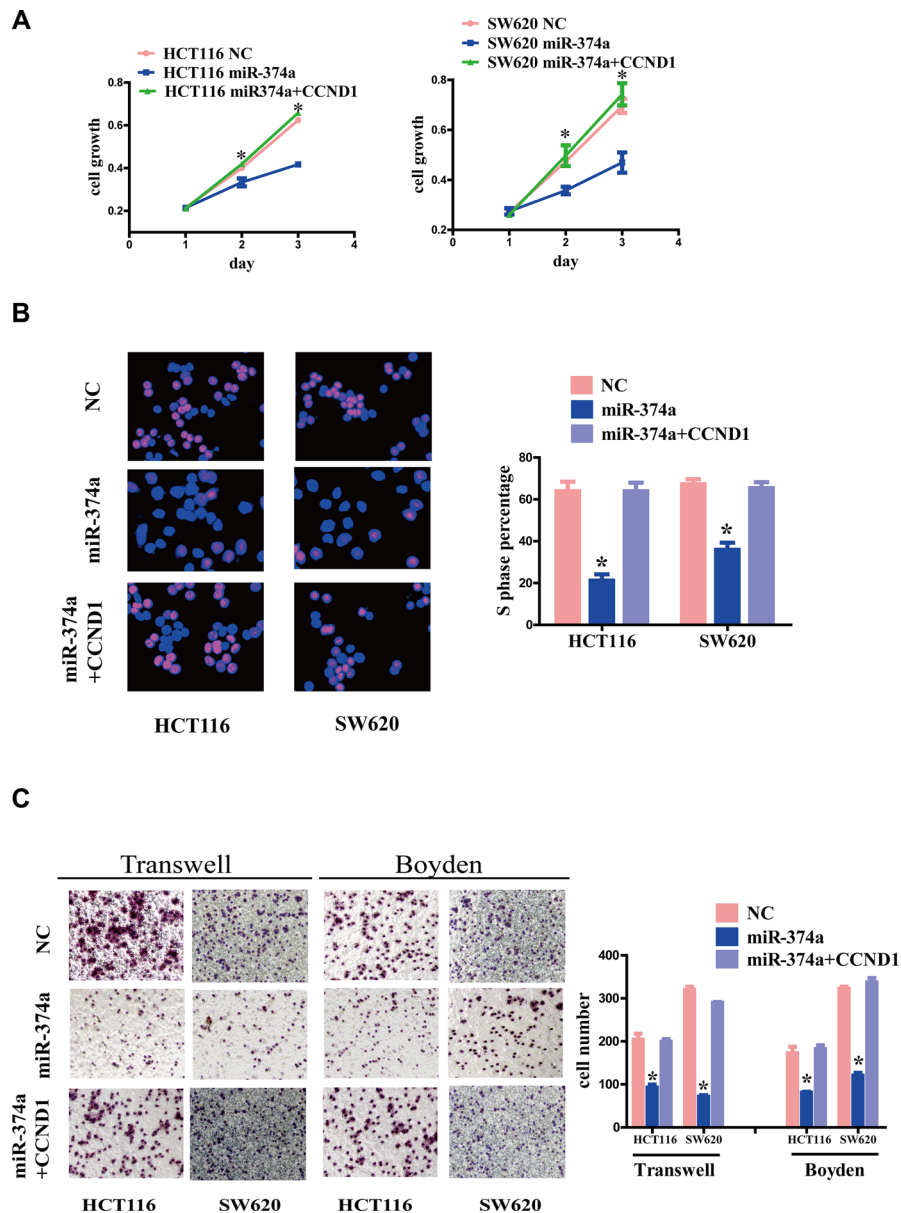 A
HCT116 NC
HCT116 miR-374a
HCT116 miR374a+CCND1
0.8
0.6
0.4
0.2
cell growth
*
*
0 1 2 3 4
day
SW620 NC
SW620 miR-374a
SW620 miR-374a+CCND1
0.8
0.6
0.4
0.2
cell growth
*
*
0 1 2 3 4
day
B
NC
miR-374a
miR-374a
+CCND1
HCT116 SW620
NC
miR-374a
miR-374a+CCND1
80
60
40
20
0
S phase percentage
*
*
HCT116 SW620
C
Transwell Boyden
NC
miR-374a
miR-374a
+CCND1
HCT116 SW620 HCT116 SW620
NC
miR-374a
miR-374a+CCND1
400
300
200
100
0
cell number
* * * *
HCT116 SW620 HCT116 SW620
Transwell Boyden